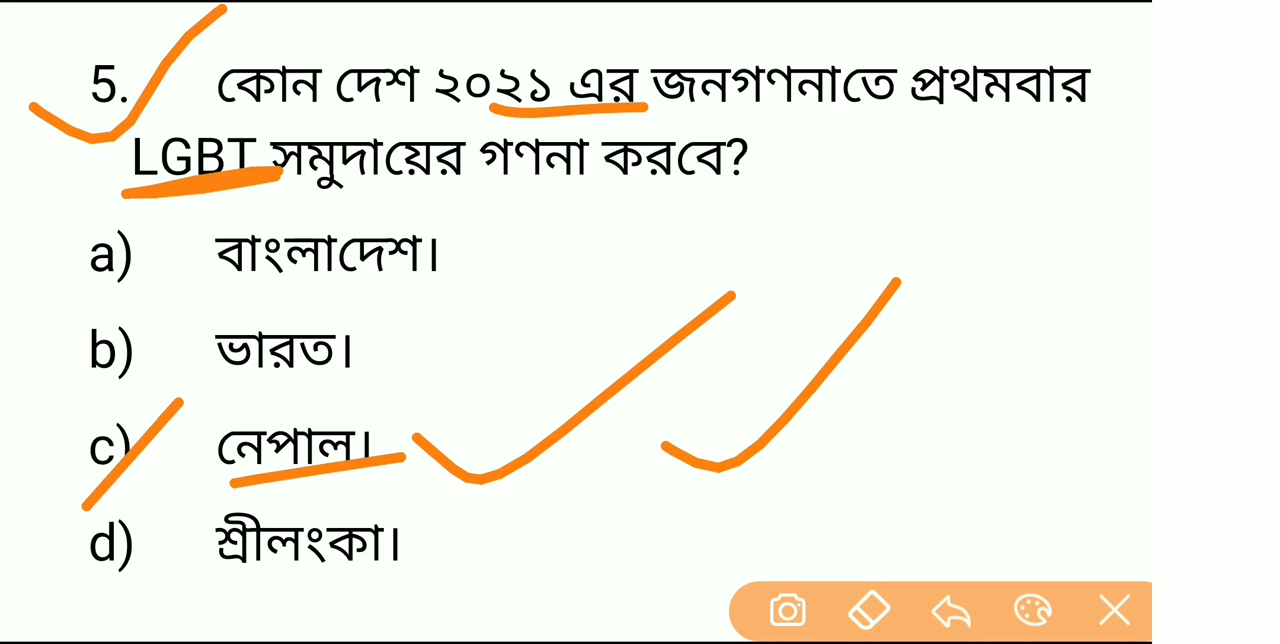 5. কোন দেশ ২০২১ এর জনগণনাতে প্রথমবার
LGBT সমুদায়ের গণনা করবে?
a) বাংলাদেশ।
b) ভারত।
c) নেপাল।
d) শ্রীলংকা।